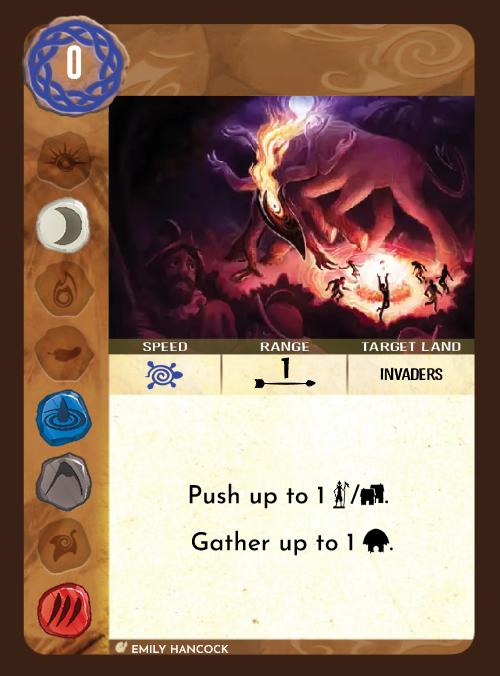 0
SPEED RANGE TARGET LAND
1 INVADERS
Push up to 1 /.
Gather up to 1 .
EMILY HANCOCK